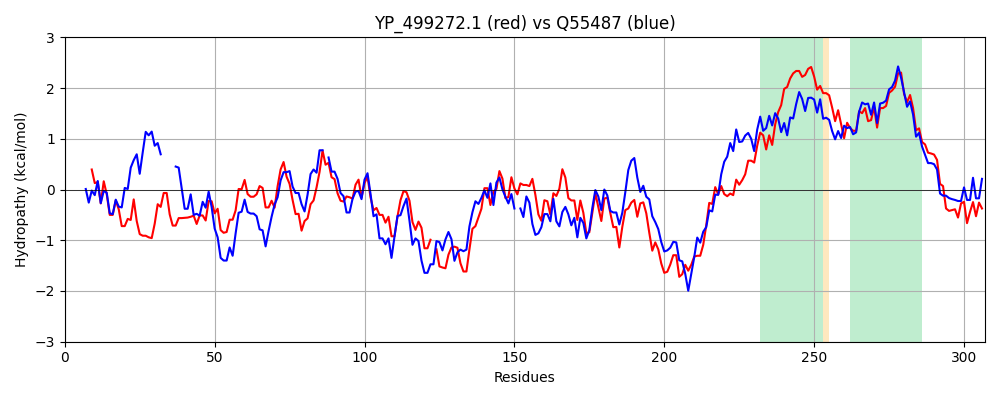 YP_499272.1 (red) vs Q55487 (blue)
3
2
1
0
−1
−2
−3
Hydropathy (kcal/mol)
0 50 100 150 200 250 300
Residues